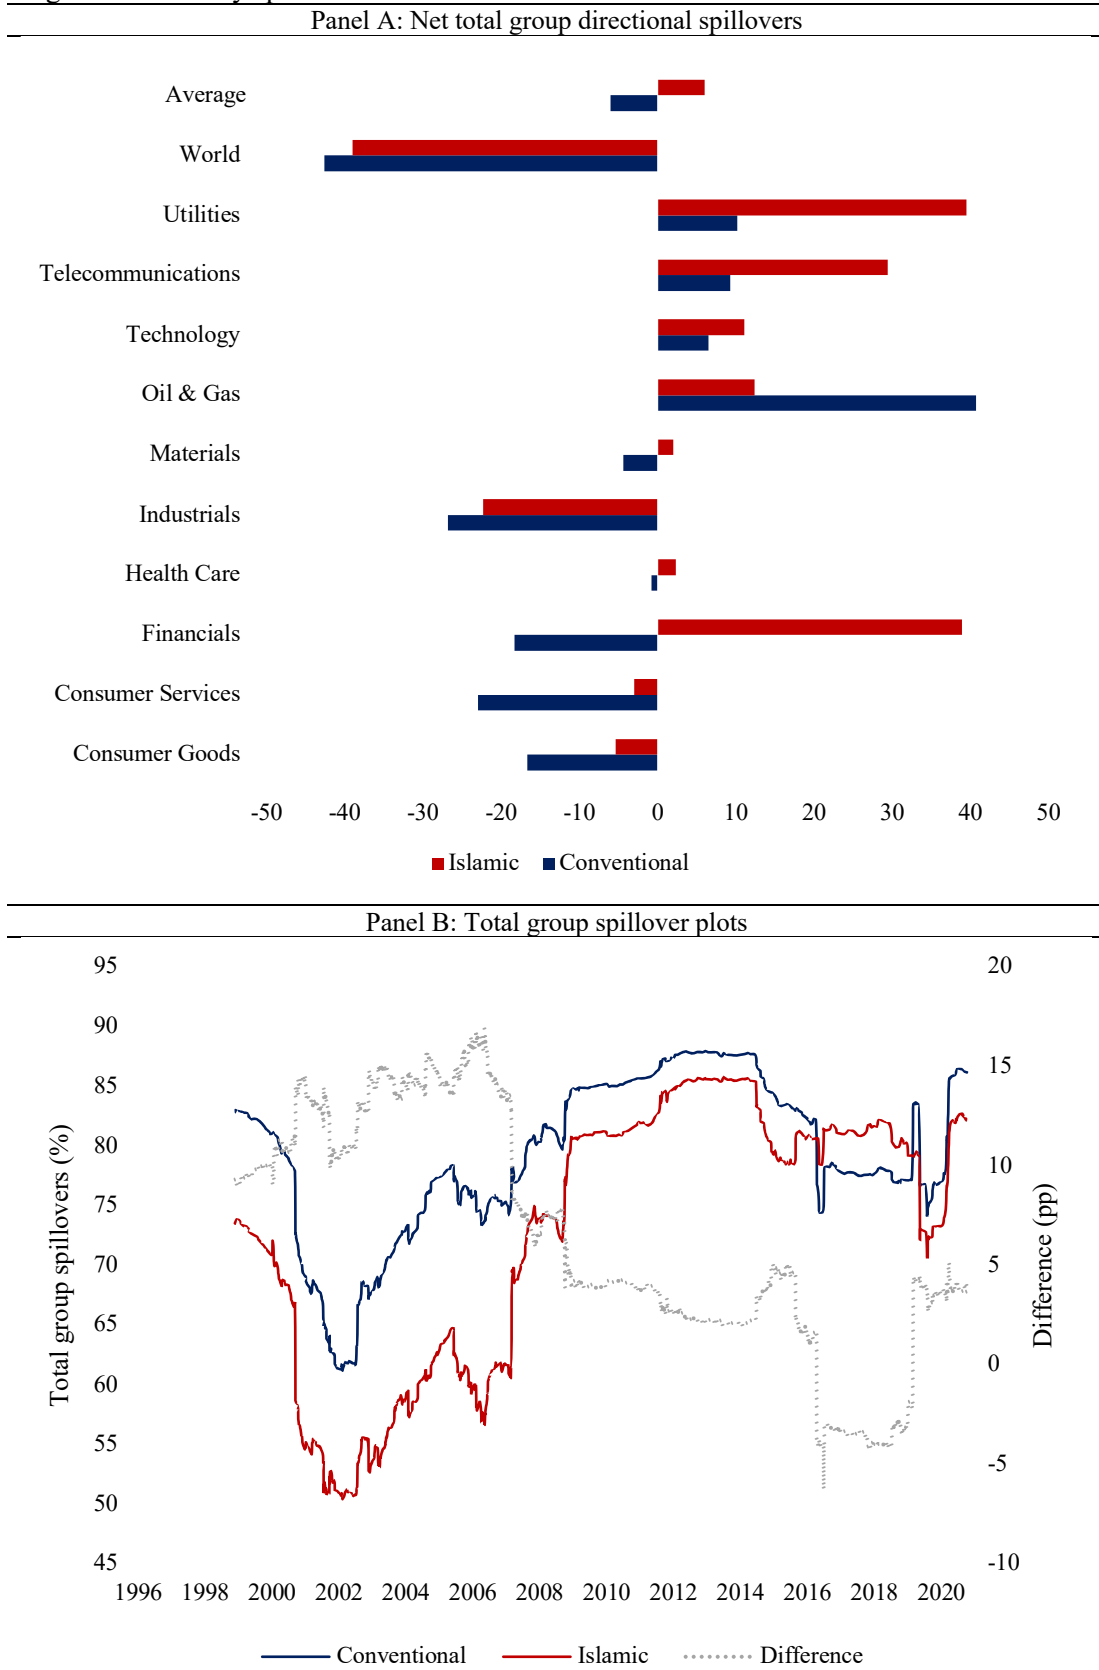 Panel A: Net total group directional spillovers
Average
World
Utilities
Telecommunications
Technology
Oil & Gas
Materials
Industrials
Health Care
Financials
Consumer Services
Consumer Goods
-50 -40 -30 -20 -10 0 10 20 30 40 50
Islamic Conventional
Panel B: Total group spillover plots
95 20
90
15
85
80
10
75
70
5
65
0
60
55
-5
50
45 -10
Total group spillovers (%)
Difference (pp)
1996 1998 2000 2002 2004 2006 2008 2010 2012 2014 2016 2018 2020
Conventional Islamic Difference